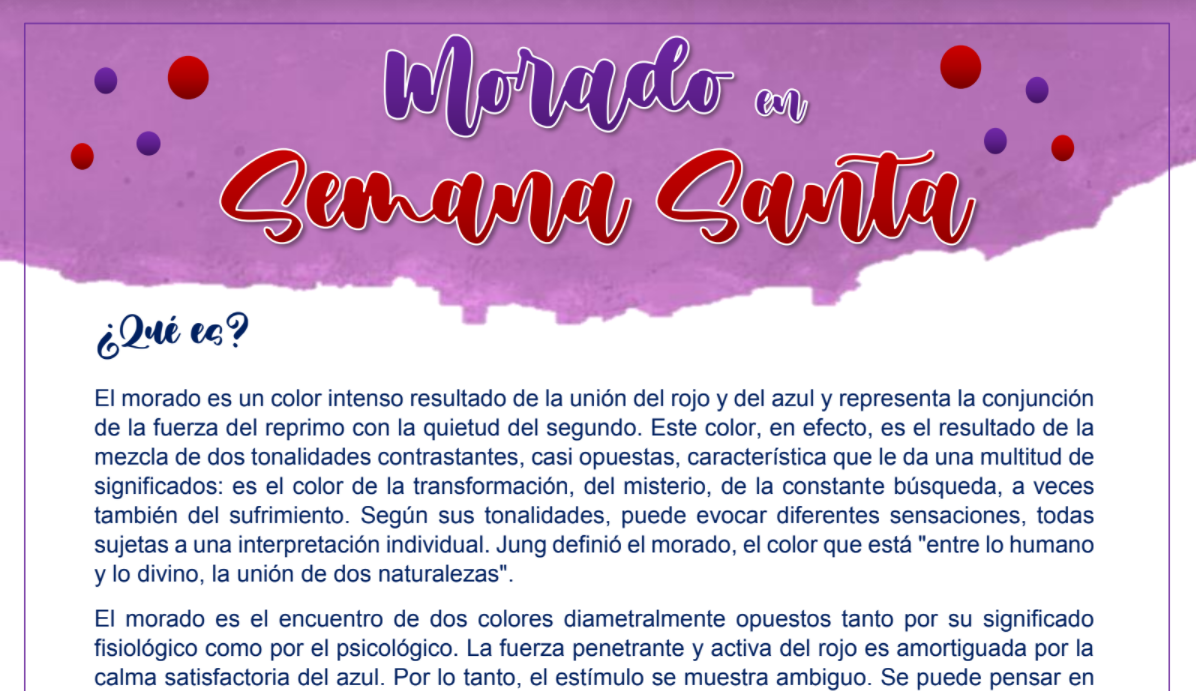 Morado en
Semana Santa
¿Qué es?
El morado es un color intenso resultado de la unión del rojo y del azul y representa la conjunción
de la fuerza del reprimo con la quietud del segundo. Este color, en efecto, es el resultado de la
mezcla de dos tonalidades contrastantes, casi opuestas, característica que le da una multitud de
significados: es el color de la transformación, del misterio, de la constante búsqueda, a veces
también del sufrimiento. Según sus tonalidades, puede evocar diferentes sensaciones, todas
sujetas a una interpretación individual. Jung definió el morado, el color que está "entre lo humano
y lo divino, la unión de dos naturalezas".
El morado es el encuentro de dos colores diametralmente opuestos tanto por su significado
fisiológico como por el psicológico. La fuerza penetrante y activa del rojo es amortiguada por la
calma satisfactoria del azul. Por lo tanto, el estímulo se muestra ambiguo. Se puede pensar en